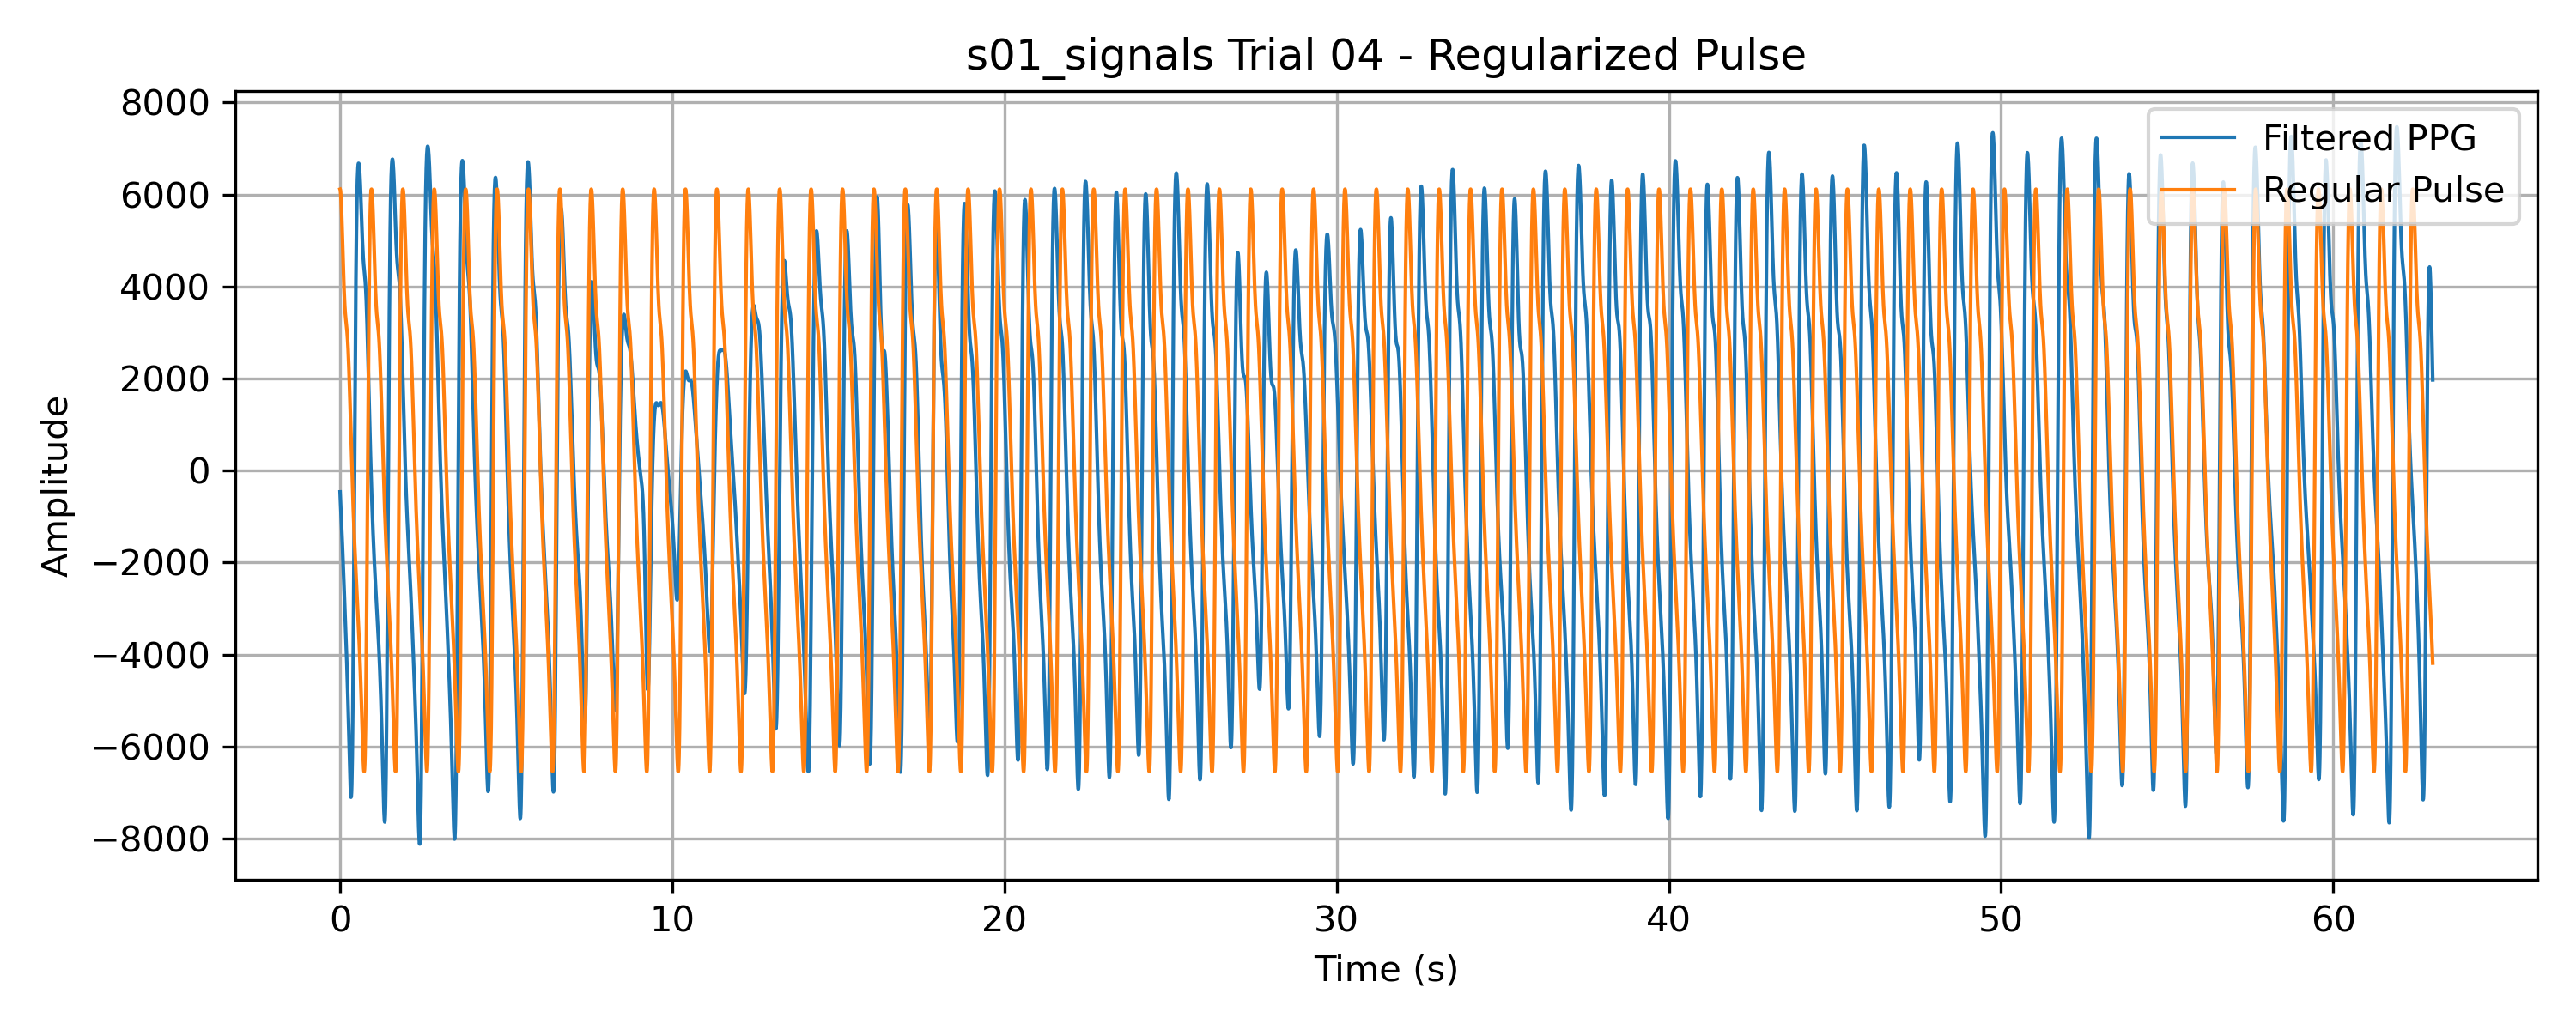 s01_signals Trial 04 - Regularized Pulse
8000
6000
4000
2000
0
−2000
−4000
−6000
−8000
Amplitude
Filtered PPG
Regular Pulse
0 10 20 30 40 50 60
Time (s)